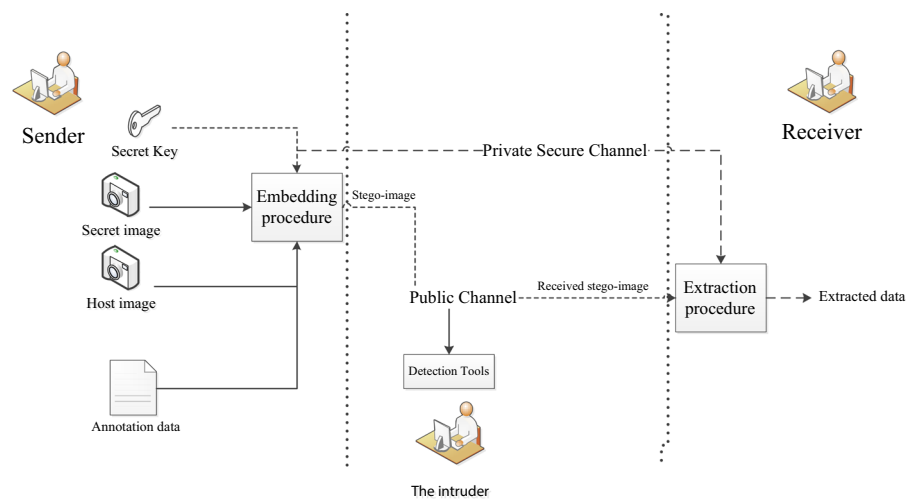 Sender
Secret Key
Secret image
Host image
Annotation data
Embedding
procedure
Stego-image
Private Secure Channel
Public Channel
Received stego-image
Detection Tools
The intruder
Receiver
Extraction
procedure
Extracted data